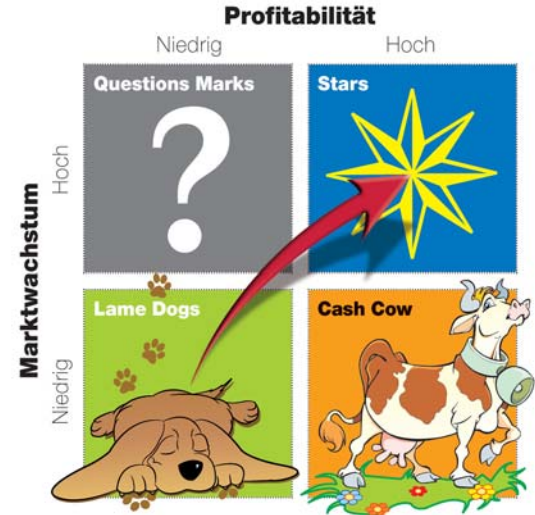 Profitabilität
Niedrig
Hoch
Marktwachstum
Hoch
Niedrig
Questions Marks
?
Stars
Lame Dogs
Cash Cow